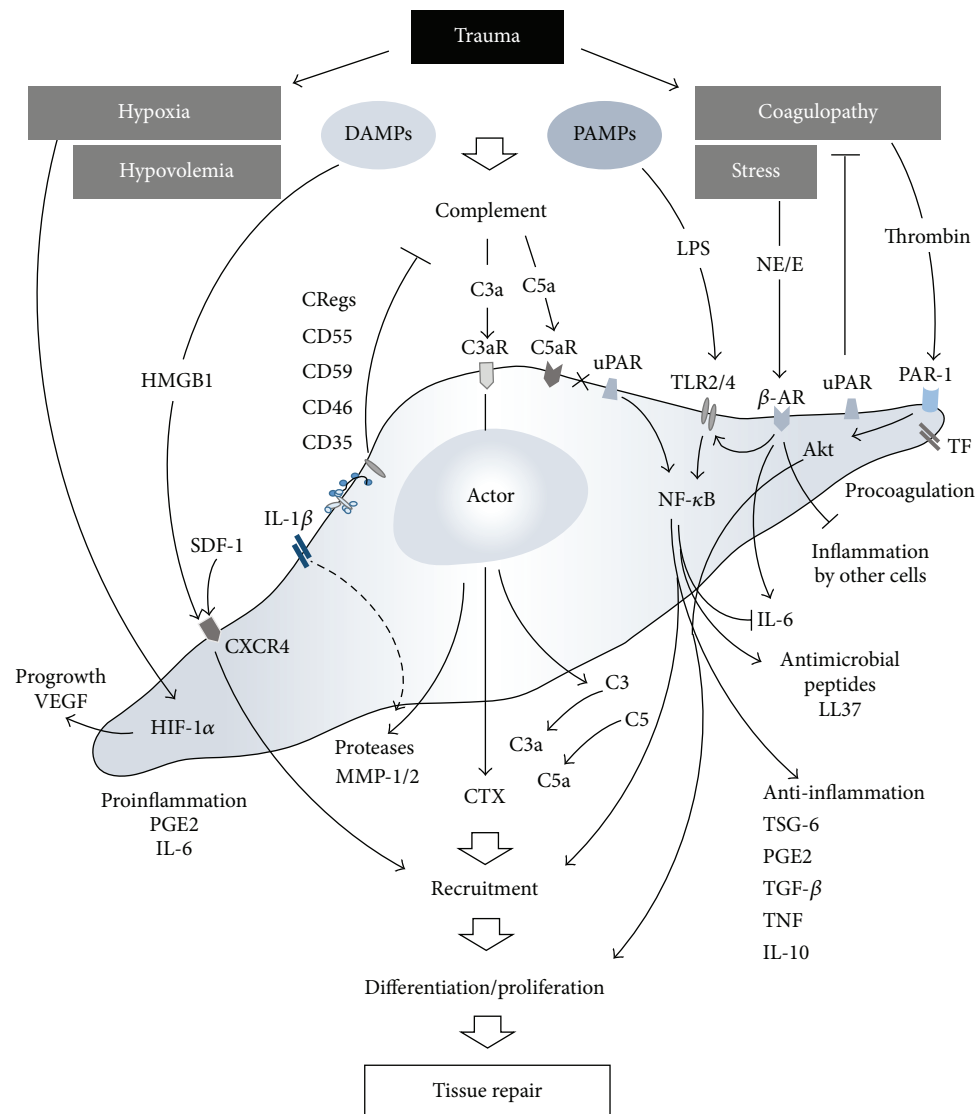 Trauma
Hypoxia
Coagulopathy
DAMPs
PAMPs
Hypovolemia
Stress
Complement
Thrombin
LPS
NE/E
C3a
C5a
CRegs
CD55
CD59
CD46
CD35
C3aR
C5aR
uPAR
TLR2/4
β-AR
uPAR
PAR-1
HMGB1
Akt
TF
Actor
NF-κB
Procoagulation
IL-1β
SDF-1
Inflammation
by other cells
IL-6
CXCR4
Antimicrobial
peptides
LL37
Progrowth
VEGF
HIF-1α
C3
C5
C3a
C5a
Proteases
MMP-1/2
CTX
Proinflammation
PGE2
IL-6
Anti-inflammation
TSG-6
PGE2
TGF-β
TNF
IL-10
Recruitment
Differentiation/proliferation
Tissue repair